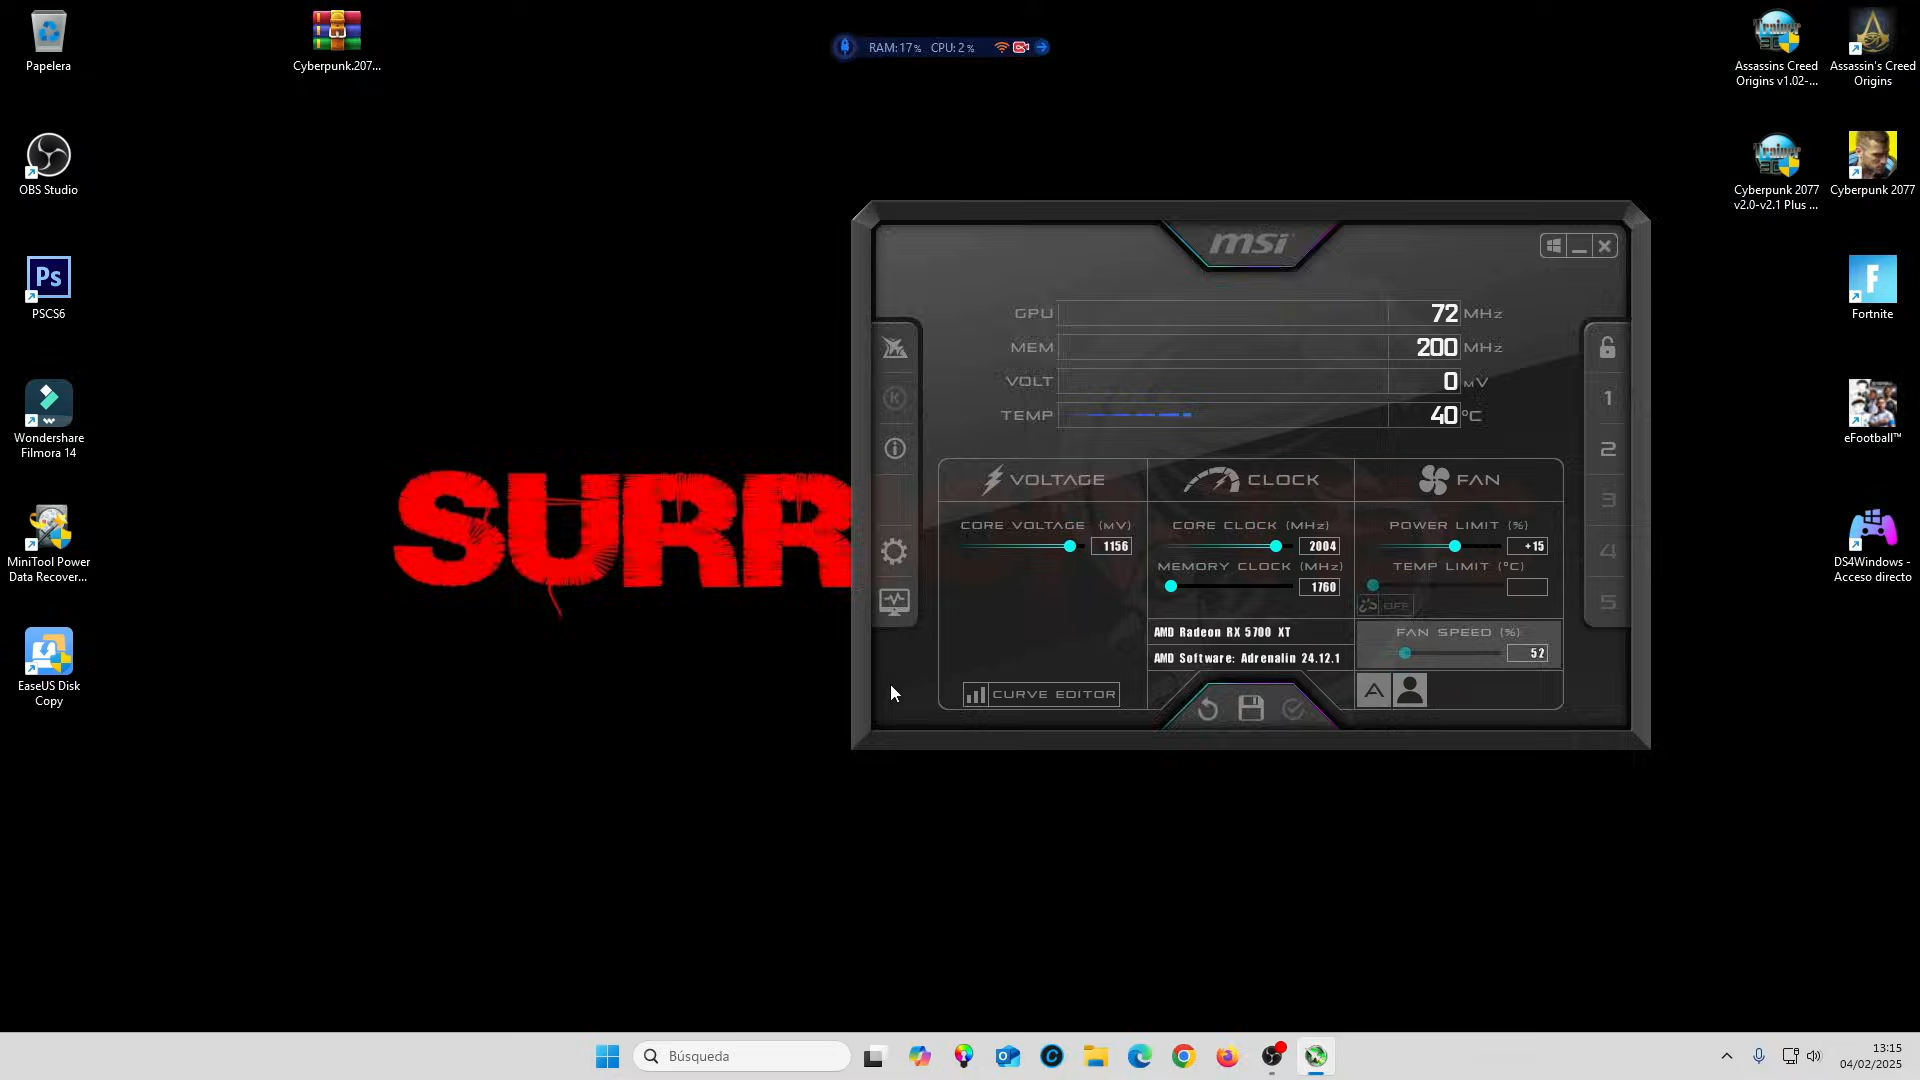 Papelera
OBS Studio
Ps
PSCS6
Wondershare
Filmora 14
MiniTool Power
Data Recover...
EaseUS Disk
Copy
Cyberpunk.207...
RAM: 17% CPU: 2%
Assassins Creed
Origins v1.02-...
Assassin's Creed
Origins
Trainer
Cyberpunk 2077
v2.0-v2.1 Plus ...
Cyberpunk 2077
F
Fortnite
eFootball™
DS4Windows -
Acceso directo
SURR
msi
GPU 72 MHz
MEM 200 MHz
VOLT 0 mV
TEMP 40 °C
K
1
2
3
4
5
VOLTAGE
CORE VOLTAGE (MV)
1156
CURVE EDITOR
CLOCK
CORE CLOCK (MHz)
2004
MEMORY CLOCK (MHz)
1760
AMD Radeon RX 5700 XT
AMD Software: Adrenalin 24.12.1
FAN
POWER LIMIT (%)
+15
TEMP LIMIT (°C)
OFF
FAN SPEED (%)
52
A
Búsqueda
13:15
04/02/2025